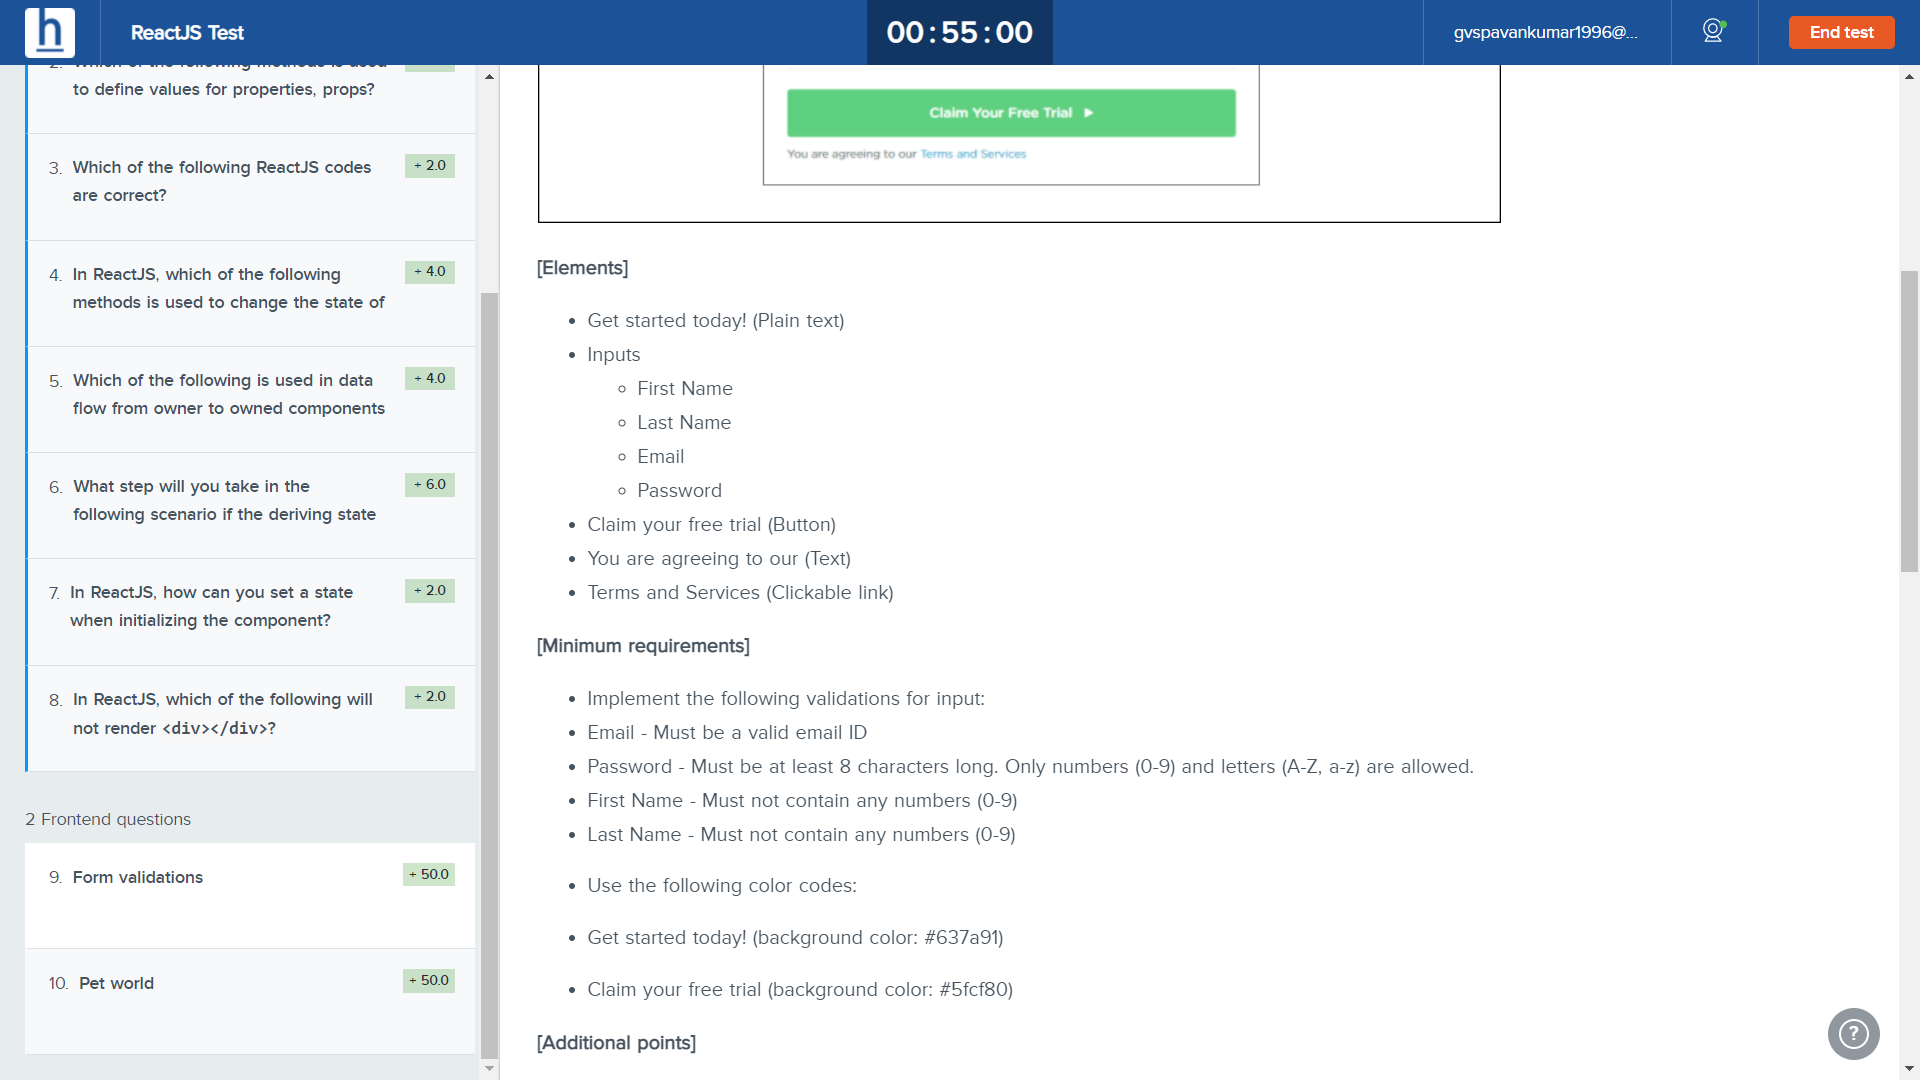 h
ReactJS Test
00:55:00
gvspavankumar1996@...
End test
2. Which of the following methods is used
to define values for properties, props?
3. Which of the following ReactJS codes
are correct?
+ 2.0
4. In ReactJS, which of the following
methods is used to change the state of
+ 4.0
5. Which of the following is used in data
flow from owner to owned components
+ 4.0
6. What step will you take in the
following scenario if the deriving state
+ 6.0
7. In ReactJS, how can you set a state
when initializing the component?
+ 2.0
8. In ReactJS, which of the following will
not render <div></div>?
+ 2.0
2 Frontend questions
9. Form validations
+ 50.0
10. Pet world
+ 50.0
Claim Your Free Trial ▶
You are agreeing to our Terms and Services
[Elements]
• Get started today! (Plain text)
• Inputs
◦ First Name
◦ Last Name
◦ Email
◦ Password
• Claim your free trial (Button)
• You are agreeing to our (Text)
• Terms and Services (Clickable link)
[Minimum requirements]
• Implement the following validations for input:
• Email - Must be a valid email ID
• Password - Must be at least 8 characters long. Only numbers (0-9) and letters (A-Z, a-z) are allowed.
• First Name - Must not contain any numbers (0-9)
• Last Name - Must not contain any numbers (0-9)
• Use the following color codes:
• Get started today! (background color: #637a91)
• Claim your free trial (background color: #5fcf80)
[Additional points]
?